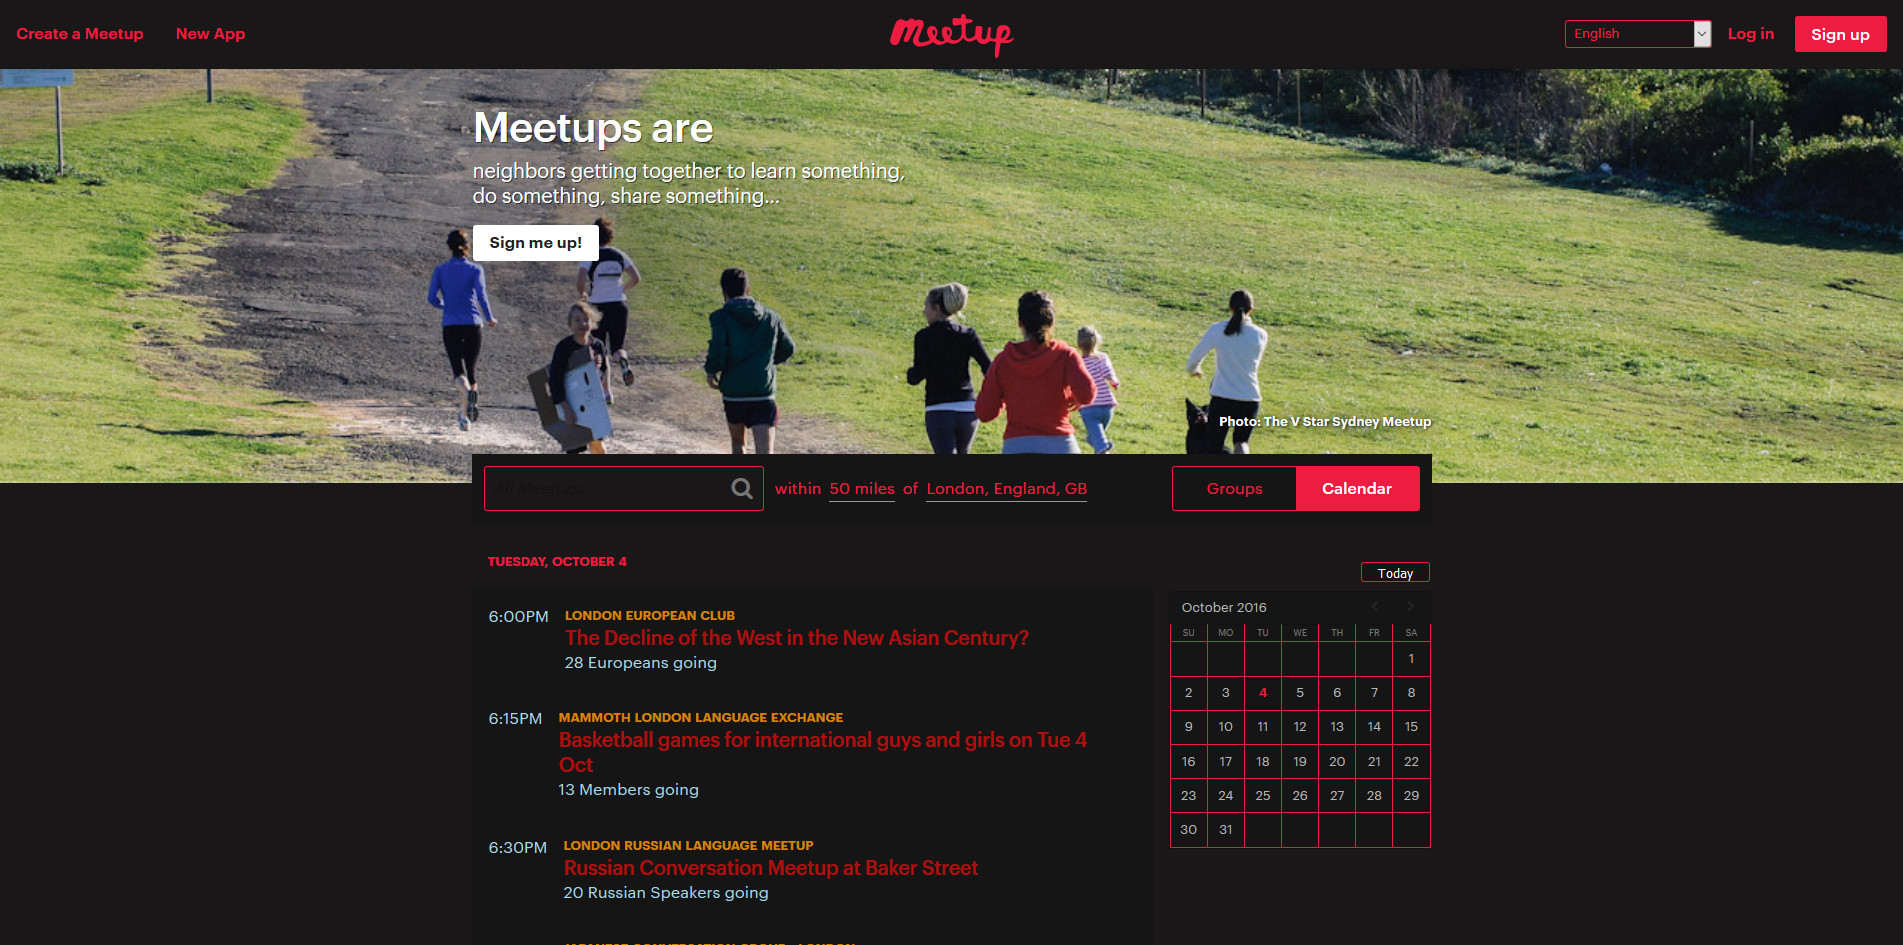 Create a Meetup
New App
Meetup
English
Log in
Sign up
Meetups are
neighbors getting together to learn something,
do something, share something...
Sign me up!
Photo: The V Star Sydney Meetup
All Meetups
within 50 miles of London, England, GB
Groups
Calendar
TUESDAY, OCTOBER 4
Today
6:00PM
LONDON EUROPEAN CLUB
The Decline of the West in the New Asian Century?
28 Europeans going
6:15PM
MAMMOTH LONDON LANGUAGE EXCHANGE
Basketball games for international guys and girls on Tue 4
Oct
13 Members going
6:30PM
LONDON RUSSIAN LANGUAGE MEETUP
Russian Conversation Meetup at Baker Street
20 Russian Speakers going
October 2016
SU MO TU WE TH FR SA
1
2 3 4 5 6 7 8
9 10 11 12 13 14 15
16 17 18 19 20 21 22
23 24 25 26 27 28 29
30 31